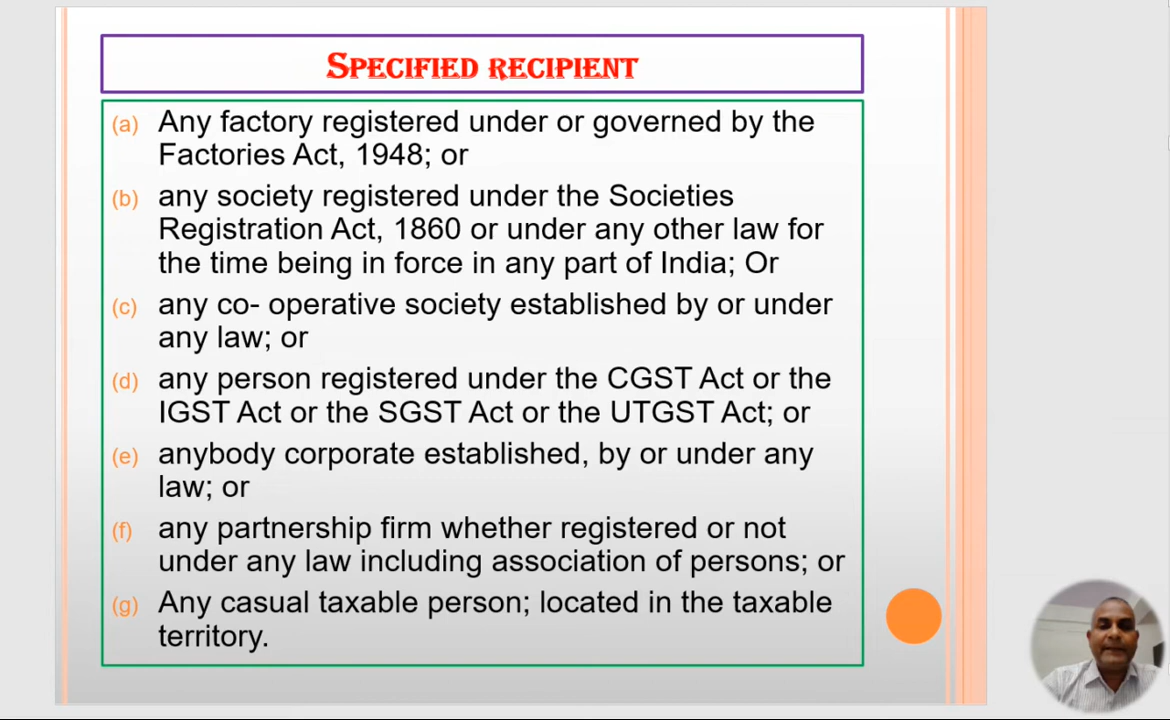 SPECIFIED RECIPIENT
(a) Any factory registered under or governed by the
Factories Act, 1948; or
(b) any society registered under the Societies
Registration Act, 1860 or under any other law for
the time being in force in any part of India; Or
(c) any co- operative society established by or under
any law; or
(d) any person registered under the CGST Act or the
IGST Act or the SGST Act or the UTGST Act; or
(e) anybody corporate established, by or under any
law; or
(f) any partnership firm whether registered or not
under any law including association of persons; or
(g) Any casual taxable person; located in the taxable
territory.